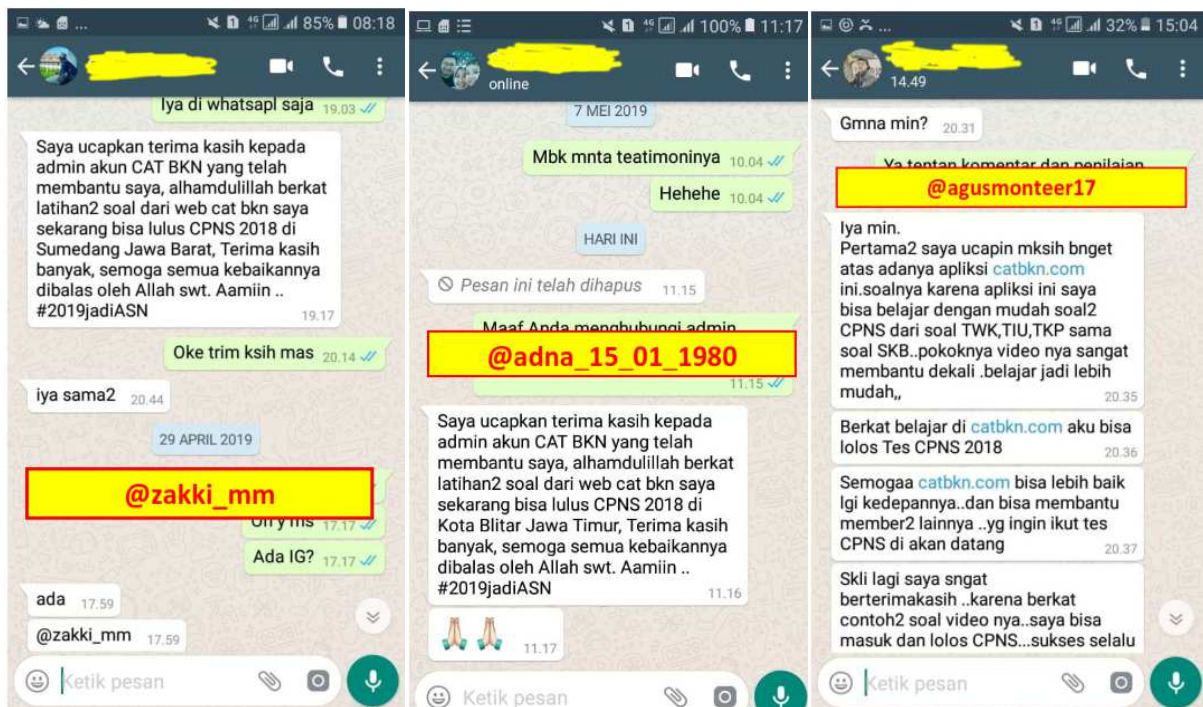 85% 08:18
Iya di whatsapl saja 19.03
Saya ucapkan terima kasih kepada
admin akun CAT BKN yang telah
membantu saya, alhamdulillah berkat
latihan2 soal dari web cat bkn saya
sekarang bisa lulus CPNS 2018 di
Sumedang Jawa Barat, Terima kasih
banyak, semoga semua kebaikannya
dibalas oleh Allah swt. Aamiin ..
#2019jadiASN 19.17
Oke trim ksih mas 20.14
iya sama2 20.44
29 APRIL 2019
@zakki_mm
17.17
Ada IG? 17.17
ada 17.59
@zakki_mm 17.59
Ketik pesan
100% 11:17
online
7 MEI 2019
Mbk mnta teatimoninya 10.04
Hehehe 10.04
HARI INI
Pesan ini telah dihapus 11.15
Maaf Anda menghubungi admin
@adna_15_01_1980
11.15
Saya ucapkan terima kasih kepada
admin akun CAT BKN yang telah
membantu saya, alhamdulillah berkat
latihan2 soal dari web cat bkn saya
sekarang bisa lulus CPNS 2018 di
Kota Blitar Jawa Timur, Terima kasih
banyak, semoga semua kebaikannya
dibalas oleh Allah swt. Aamiin ..
#2019jadiASN 11.16
11.17
Ketik pesan
32% 15:04
14.49
Gmna min? 20.31
Ya tentan komentar dan penilaian
@agusmonteer17
Iya min.
Pertama2 saya ucapin mksih bnget
atas adanya apliksi catbkn.com
ini.soalnya karena apliksi ini saya
bisa belajar dengan mudah soal2
CPNS dari soal TWK,TIU,TKP sama
soal SKB..pokoknya video nya sangat
membantu dekali .belajar jadi lebih
mudah,, 20.35
Berkat belajar di catbkn.com aku bisa
lolos Tes CPNS 2018 20.36
Semogaa catbkn.com bisa lebih baik
lgi kedepannya..dan bisa membantu
member2 lainnya ..yg ingin ikut tes
CPNS di akan datang 20.37
Skli lagi saya sngat
berterimakasih ..karena berkat
contoh2 soal video nya..saya bisa
masuk dan lolos CPNS...sukses selalu
Ketik pesan